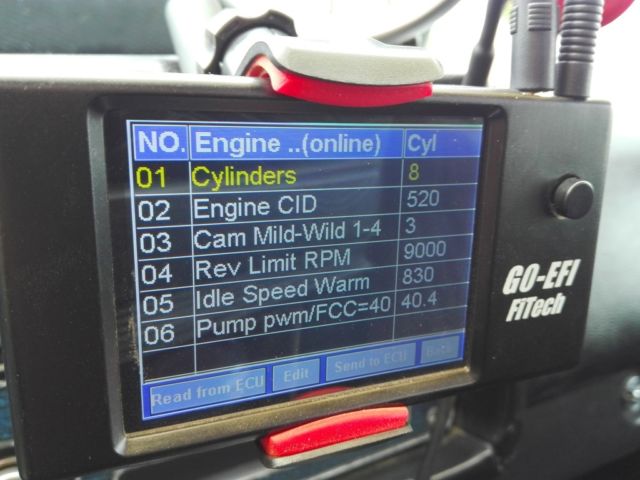 NO. Engine ..(online) Cyl
01 Cylinders 8
02 Engine CID 520
03 Cam Mild-Wild 1-4 3
04 Rev Limit RPM 9000
05 Idle Speed Warm 830
06 Pump pwm/FCC=40 40.4
Read from ECU Edit Send to ECU Back
GO-EFI
FiTech